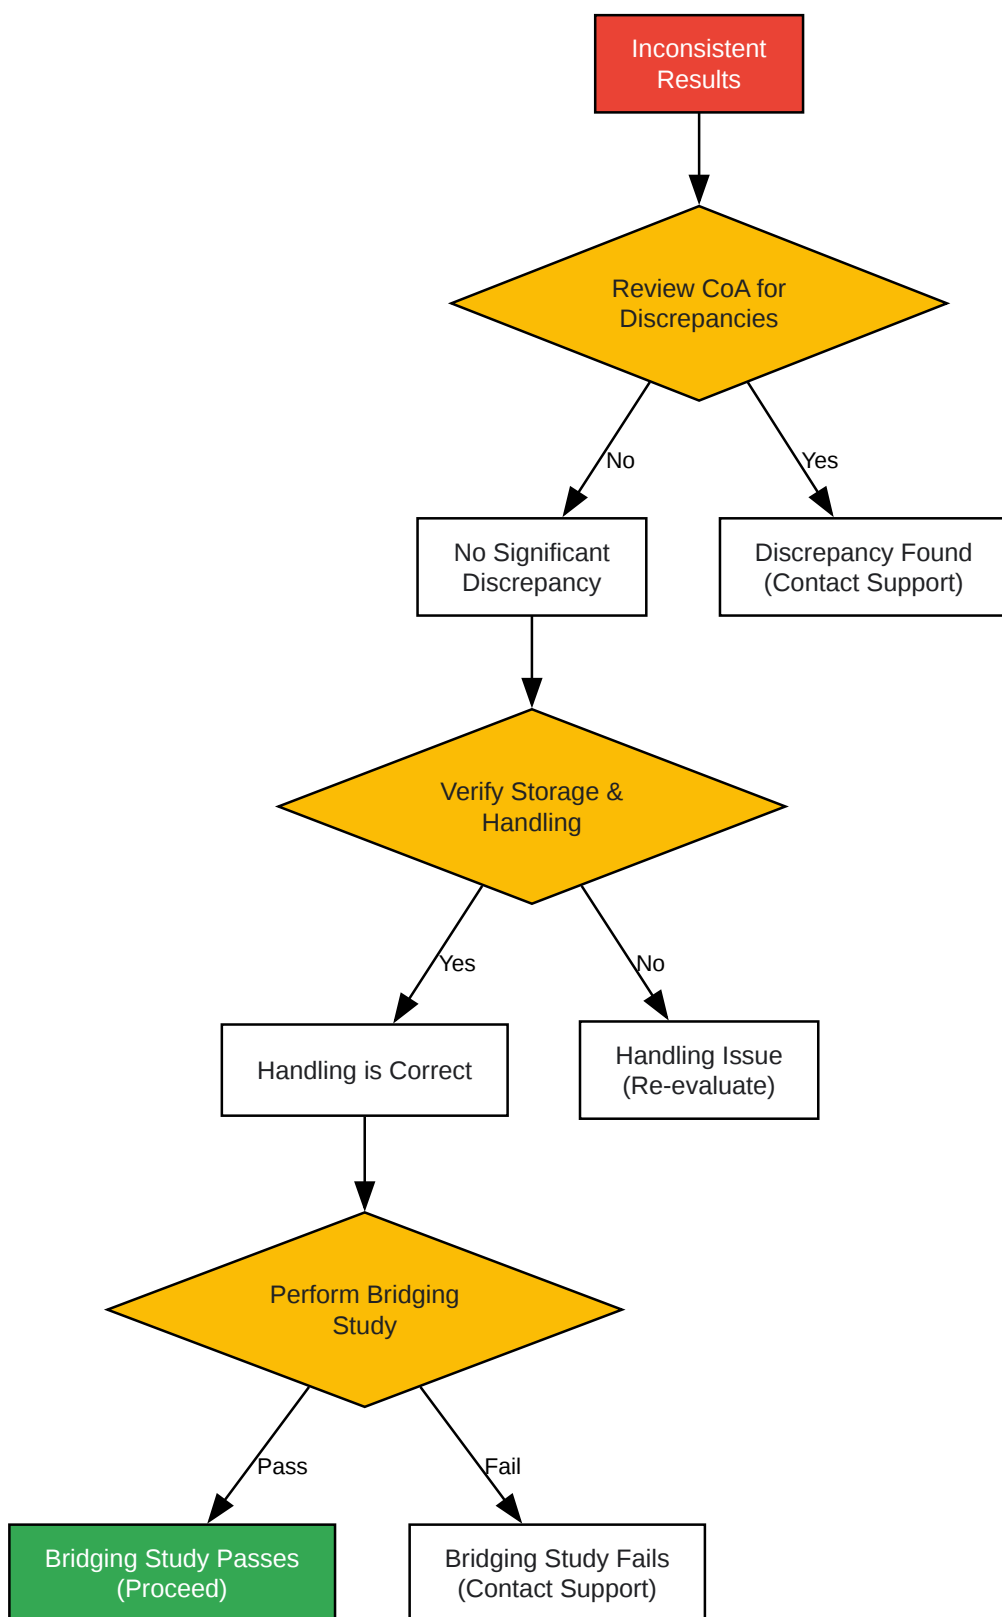 Inconsistent
Results
Review CoA for
Discrepancies
No
Yes
No Significant
Discrepancy
Discrepancy Found
(Contact Support)
Verify Storage &
Handling
Yes
No
Handling is Correct
Handling Issue
(Re-evaluate)
Perform Bridging
Study
Pass
Fail
Bridging Study Passes
(Proceed)
Bridging Study Fails
(Contact Support)